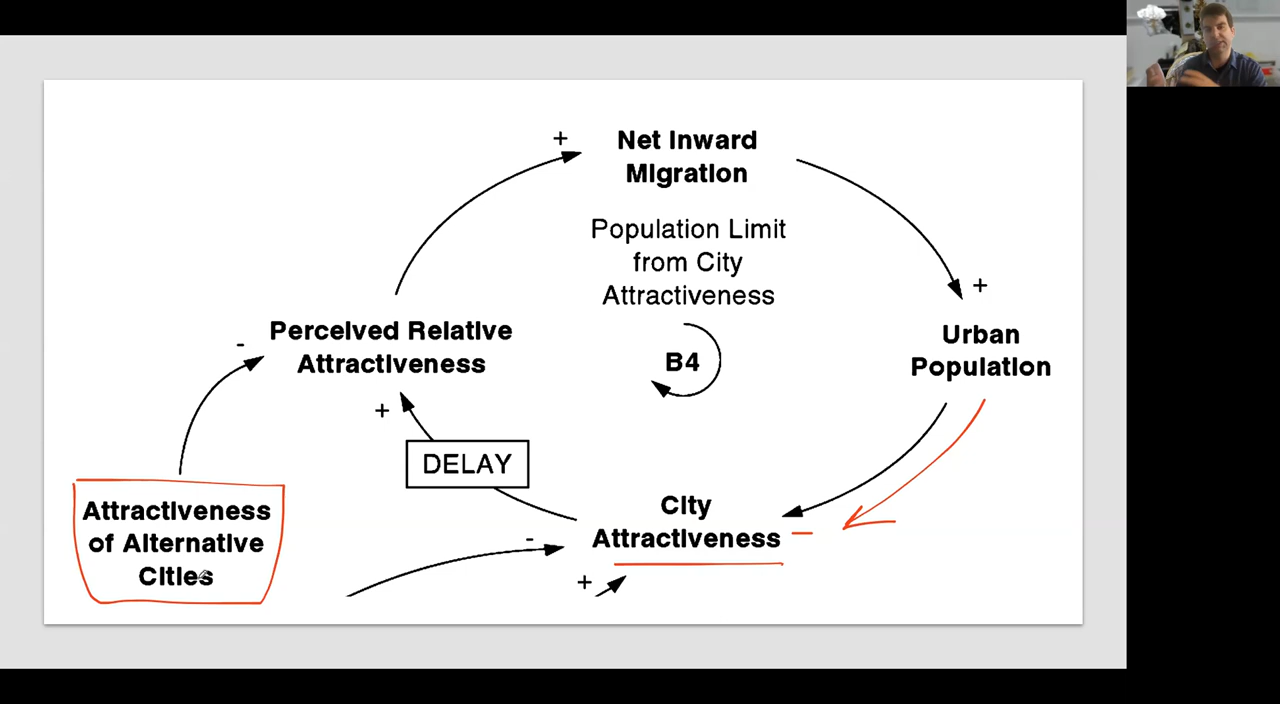 +
Net Inward
Migration
Population Limit
from City
Attractiveness
+
Urban
Population
-
Perceived Relative
Attractiveness
B4
+
DELAY
Attractiveness
of Alternative
Cities
City
Attractiveness –
-
+